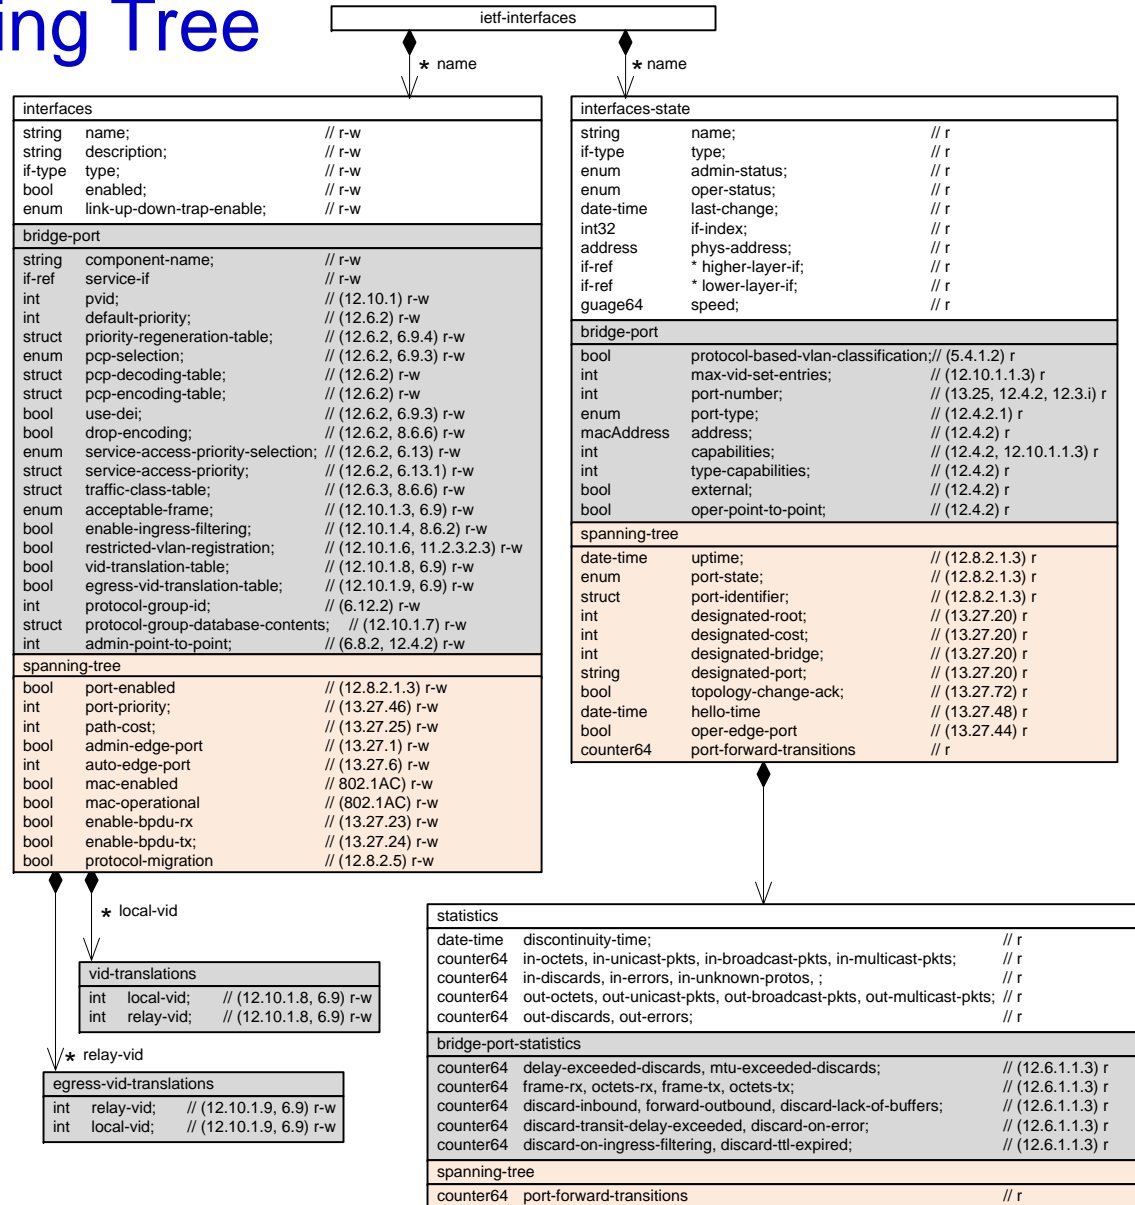 ing Tree
ietf-interfaces
* name
* name
interfaces
string name; // r-w
string description; // r-w
if-type type; // r-w
bool enabled; // r-w
enum link-up-down-trap-enable; // r-w
bridge-port
string component-name; // r-w
if-ref service-if // r-w
int pvid; // (12.10.1) r-w
int default-priority; // (12.6.2) r-w
struct priority-regeneration-table; // (12.6.2, 6.9.4) r-w
enum pcp-selection; // (12.6.2, 6.9.3) r-w
struct pcp-decoding-table; // (12.6.2) r-w
struct pcp-encoding-table; // (12.6.2) r-w
bool use-dei; // (12.6.2, 6.9.3) r-w
bool drop-encoding; // (12.6.2, 8.6.6) r-w
enum service-access-priority-selection; // (12.6.2, 6.13) r-w
struct service-access-priority; // (12.6.2, 6.13.1) r-w
struct traffic-class-table; // (12.6.3, 8.6.6) r-w
enum acceptable-frame; // (12.10.1.3, 6.9) r-w
bool enable-ingress-filtering; // (12.10.1.4, 8.6.2) r-w
bool restricted-vlan-registration; // (12.10.1.6, 11.2.3.2.3) r-w
bool vid-translation-table; // (12.10.1.8, 6.9) r-w
bool egress-vid-translation-table; // (12.10.1.9, 6.9) r-w
int protocol-group-id; // (6.12.2) r-w
struct protocol-group-database-contents; // (12.10.1.7) r-w
int admin-point-to-point; // (6.8.2, 12.4.2) r-w
spanning-tree
bool port-enabled // (12.8.2.1.3) r-w
int port-priority; // (13.27.46) r-w
int path-cost; // (13.27.25) r-w
bool admin-edge-port // (13.27.1) r-w
int auto-edge-port // (13.27.6) r-w
bool mac-enabled // 802.1AC) r-w
bool mac-operational // (802.1AC) r-w
bool enable-bpdu-rx // (13.27.23) r-w
bool enable-bpdu-tx; // (13.27.24) r-w
bool protocol-migration // (12.8.2.5) r-w
interfaces-state
string name; // r
if-type type; // r
enum admin-status; // r
enum oper-status; // r
date-time last-change; // r
int32 if-index; // r
address phys-address; // r
if-ref * higher-layer-if; // r
if-ref * lower-layer-if; // r
guage64 speed; // r
bridge-port
bool protocol-based-vlan-classification;// (5.4.1.2) r
int max-vid-set-entries; // (12.10.1.1.3) r
int port-number; // (13.25, 12.4.2, 12.3.i) r
enum port-type; // (12.4.2.1) r
macAddress address; // (12.4.2) r
int capabilities; // (12.4.2, 12.10.1.1.3) r
int type-capabilities; // (12.4.2) r
bool external; // (12.4.2) r
bool oper-point-to-point; // (12.4.2) r
spanning-tree
date-time uptime; // (12.8.2.1.3) r
enum port-state; // (12.8.2.1.3) r
struct port-identifier; // (12.8.2.1.3) r
int designated-root; // (13.27.20) r
int designated-cost; // (13.27.20) r
int designated-bridge; // (13.27.20) r
string designated-port; // (13.27.20) r
bool topology-change-ack; // (13.27.72) r
date-time hello-time // (13.27.48) r
bool oper-edge-port // (13.27.44) r
counter64 port-forward-transitions // r
* local-vid
vid-translations
int local-vid; // (12.10.1.8, 6.9) r-w
int relay-vid; // (12.10.1.8, 6.9) r-w
* relay-vid
egress-vid-translations
int relay-vid; // (12.10.1.9, 6.9) r-w
int local-vid; // (12.10.1.9, 6.9) r-w
statistics
date-time discontinuity-time; // r
counter64 in-octets, in-unicast-pkts, in-broadcast-pkts, in-multicast-pkts; // r
counter64 in-discards, in-errors, in-unknown-protos, ; // r
counter64 out-octets, out-unicast-pkts, out-broadcast-pkts, out-multicast-pkts; // r
counter64 out-discards, out-errors; // r
bridge-port-statistics
counter64 delay-exceeded-discards, mtu-exceeded-discards; // (12.6.1.1.3) r
counter64 frame-rx, octets-rx, frame-tx, octets-tx; // (12.6.1.1.3) r
counter64 discard-inbound, forward-outbound, discard-lack-of-buffers; // (12.6.1.1.3) r
counter64 discard-transit-delay-exceeded, discard-on-error; // (12.6.1.1.3) r
counter64 discard-on-ingress-filtering, discard-ttl-expired; // (12.6.1.1.3) r
spanning-tree
counter64 port-forward-transitions // r